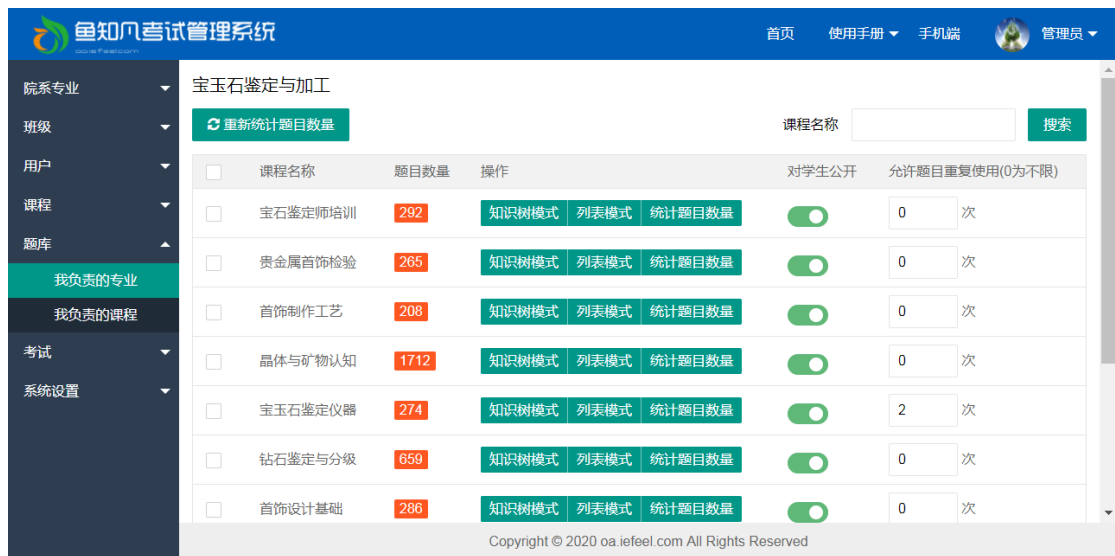 鱼知凡考试管理系统
oa.iefeel.com
首页 使用手册 手机端 管理员
院系专业
班级
用户
课程
题库
我负责的专业
我负责的课程
考试
系统设置
宝玉石鉴定与加工
重新统计题目数量 课程名称 搜索
课程名称 题目数量 操作 对学生公开 允许题目重复使用(0为不限)
宝石鉴定师培训 292 知识树模式 列表模式 统计题目数量 0 次
贵金属首饰检验 265 知识树模式 列表模式 统计题目数量 0 次
首饰制作工艺 208 知识树模式 列表模式 统计题目数量 0 次
晶体与矿物认知 1712 知识树模式 列表模式 统计题目数量 0 次
宝玉石鉴定仪器 274 知识树模式 列表模式 统计题目数量 2 次
钻石鉴定与分级 659 知识树模式 列表模式 统计题目数量 0 次
首饰设计基础 286 知识树模式 列表模式 统计题目数量 0 次
Copyright © 2020 oa.iefeel.com All Rights Reserved